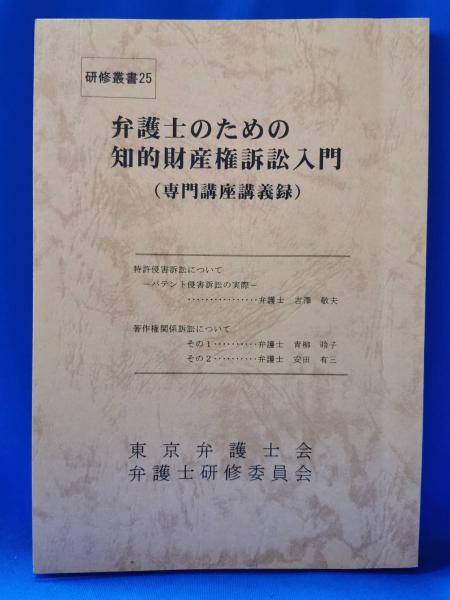 研修叢書25
弁護士のための
知的財産権訴訟入門
(専門講座講義録)
特許侵害訴訟について
－パテント侵害訴訟の実際－
················弁護士 吉澤 敬夫
著作権関係訴訟について
その1··········弁護士 青柳 昤子
その2··········弁護士 安田 有三
東京弁護士会
弁護士研修委員会